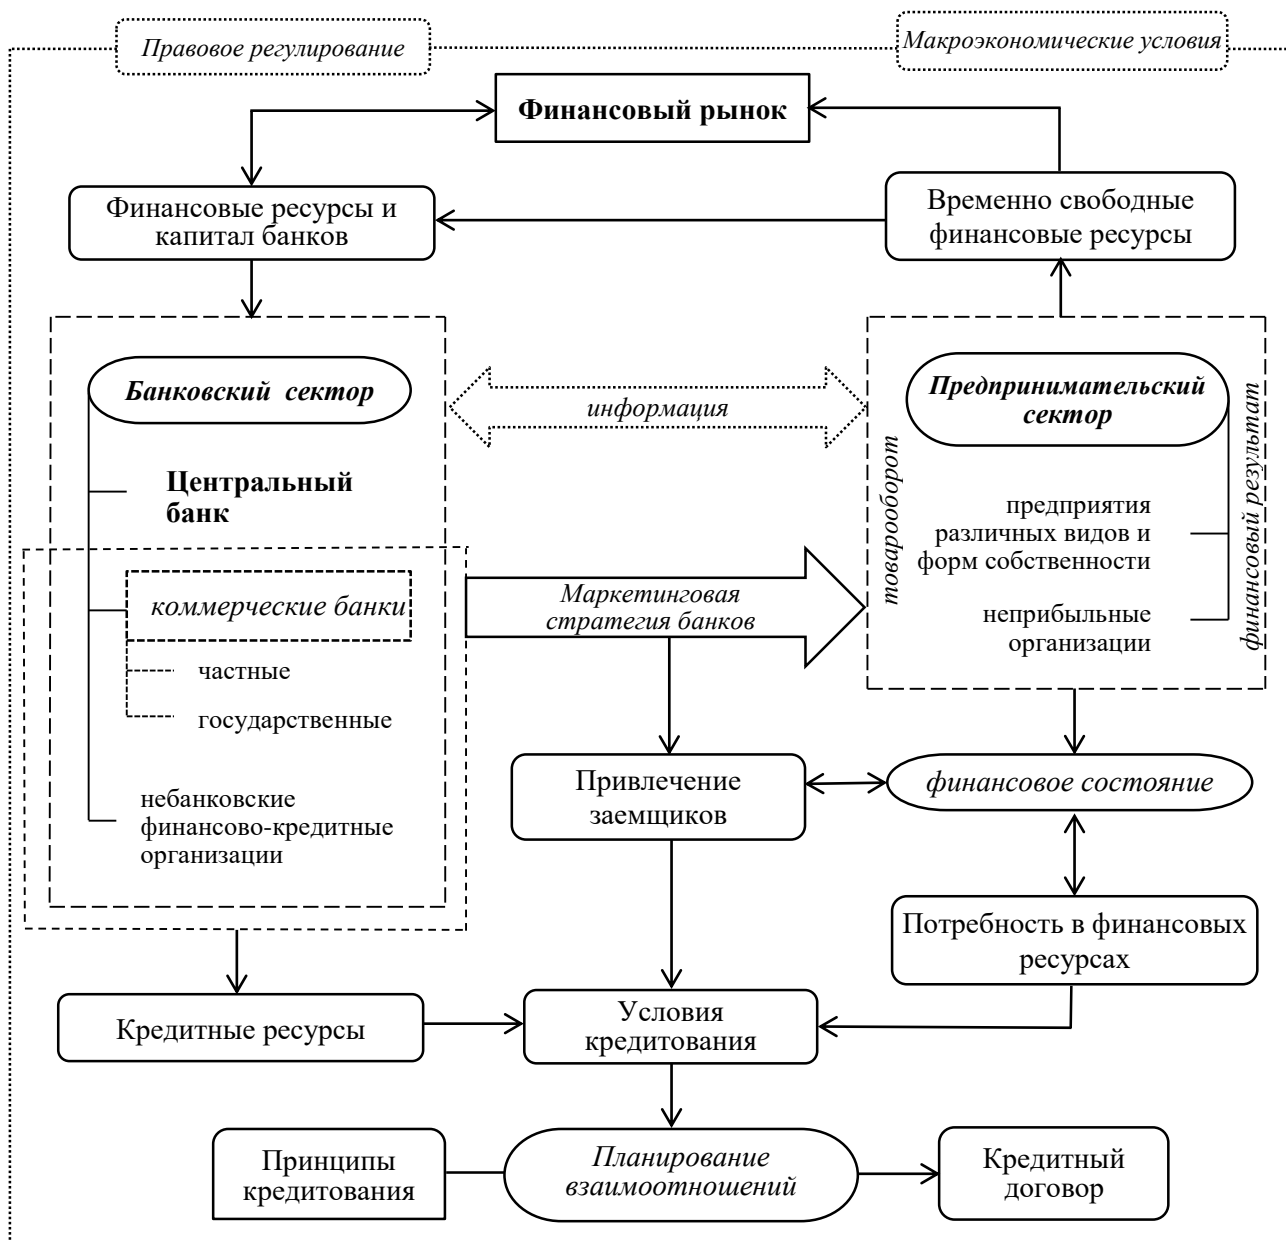 Правовое регулирование
Макроэкономические условия
Финансовый рынок
Финансовые ресурсы и
капитал банков
Временно свободные
финансовые ресурсы
Банковский сектор
информация
Предпринимательский
сектор
товарооборот
финансовый результат
Центральный
банк
предприятия
различных видов и
форм собственности
коммерческие банки
Маркетинговая
стратегия банков
неприбыльные
организации
частные
государственные
Привлечение
заемщиков
финансовое состояние
небанковские
финансово-кредитные
организации
Потребность в финансовых
ресурсах
Кредитные ресурсы
Условия
кредитования
Принципы
кредитования
Планирование
взаимоотношений
Кредитный
договор